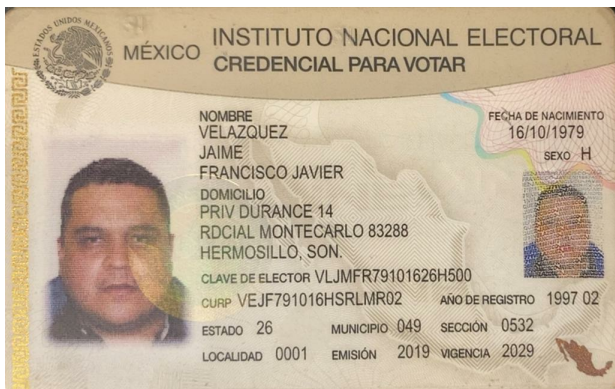 ESTADOS UNIDOS MEXICANOS
MÉXICO INSTITUTO NACIONAL ELECTORAL
CREDENCIAL PARA VOTAR
NOMBRE
VELAZQUEZ
JAIME
FRANCISCO JAVIER
FECHA DE NACIMIENTO
16/10/1979
SEXO H
DOMICILIO
PRIV DURANCE 14
RDCIAL MONTECARLO 83288
HERMOSILLO, SON.
CLAVE DE ELECTOR VLJMFR79101626H500
CURP VEJF791016HSRLMR02 AÑO DE REGISTRO 1997 02
ESTADO 26 MUNICIPIO 049 SECCIÓN 0532
LOCALIDAD 0001 EMISIÓN 2019 VIGENCIA 2029